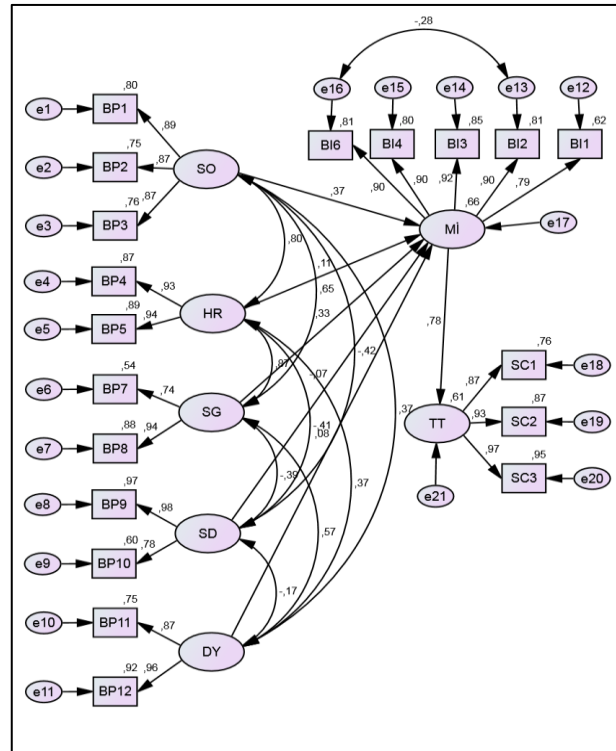 -,28
e16
e15
e14
e13
e12
,81
,80
,85
,81
,62
BI6
BI4
BI3
BI2
BI1
,90
,90
,92
,90
,79
,66
Mİ
e17
,80
e1
BP1
,89
,75
e2
BP2
,87
SO
,76
,87
e3
BP3
,37
,80
,87
e4
BP4
,93
,11
,65
HR
,89
,94
e5
BP5
,33
,54
e6
BP7
,74
,87
-,07
-,42
SG
,88
,94
e7
BP8
-,41
,08
,37
,97
-,39
e8
BP9
,98
,37
SD
,60
,78
e9
BP10
,57
,75
-,17
e10
BP11
,87
DY
,92
,96
e11
BP12
,78
,76
SC1
e18
,87
,61
,87
TT
,93
SC2
e19
,97
,95
SC3
e20
e21